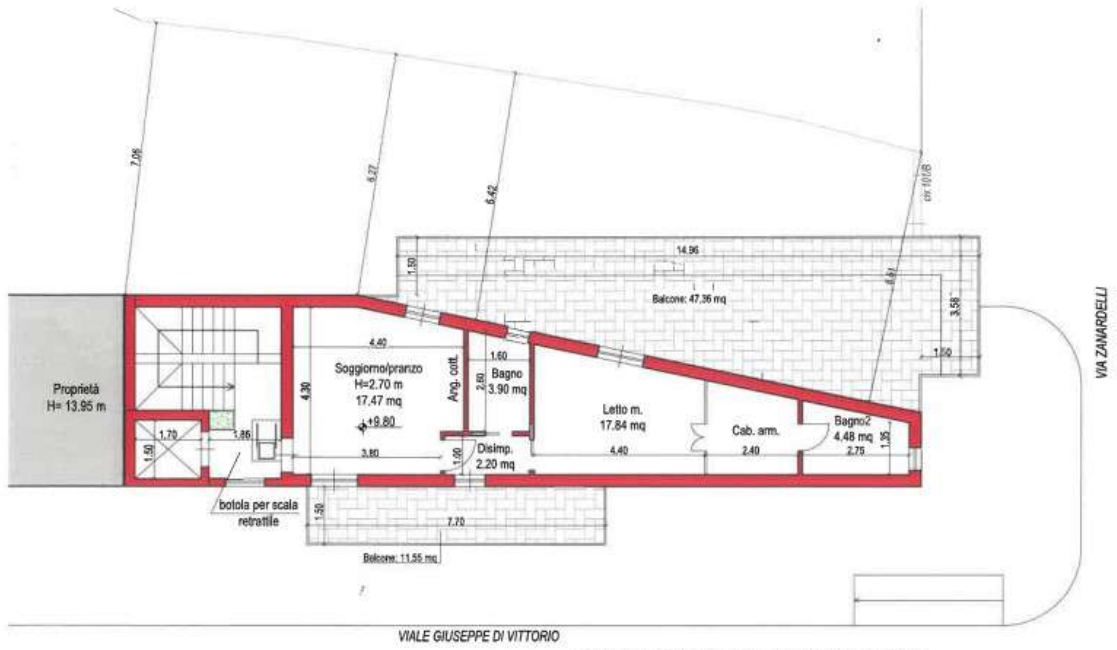 7.06
6.27
6.42
civ 101/B
14.96
1.50
Balcone: 47,36 mq
6.51
3.58
1.50
VIA ZANARDELLI
Proprietà
H= 13.95 m
4.40
4.30
Soggiorno/pranzo
H=2.70 m
17.47 mq
+9.80
3.80
Ang. cott.
1.60
2.60
Bagno
3.90 mq
Disimp.
2.20 mq
1.00
Letto m.
17.84 mq
4.40
Cab. arm.
2.40
Bagno2
4,48 mq
2.75
1.35
1.70
1.50
1.86
botola per scala
retrattile
1.50
7.70
Balcone: 11,55 mq
VIALE GIUSEPPE DI VITTORIO